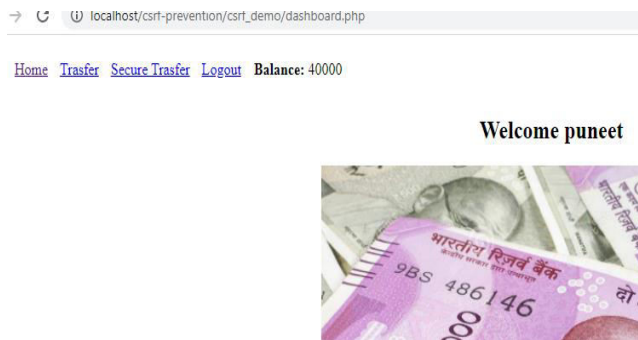 localhost/csrf-prevention/csrf_demo/dashboard.php
Home Trasfer Secure Trasfer Logout Balance: 40000
Welcome puneet
भारतीय रिज़र्व बैंक
9BS 486146